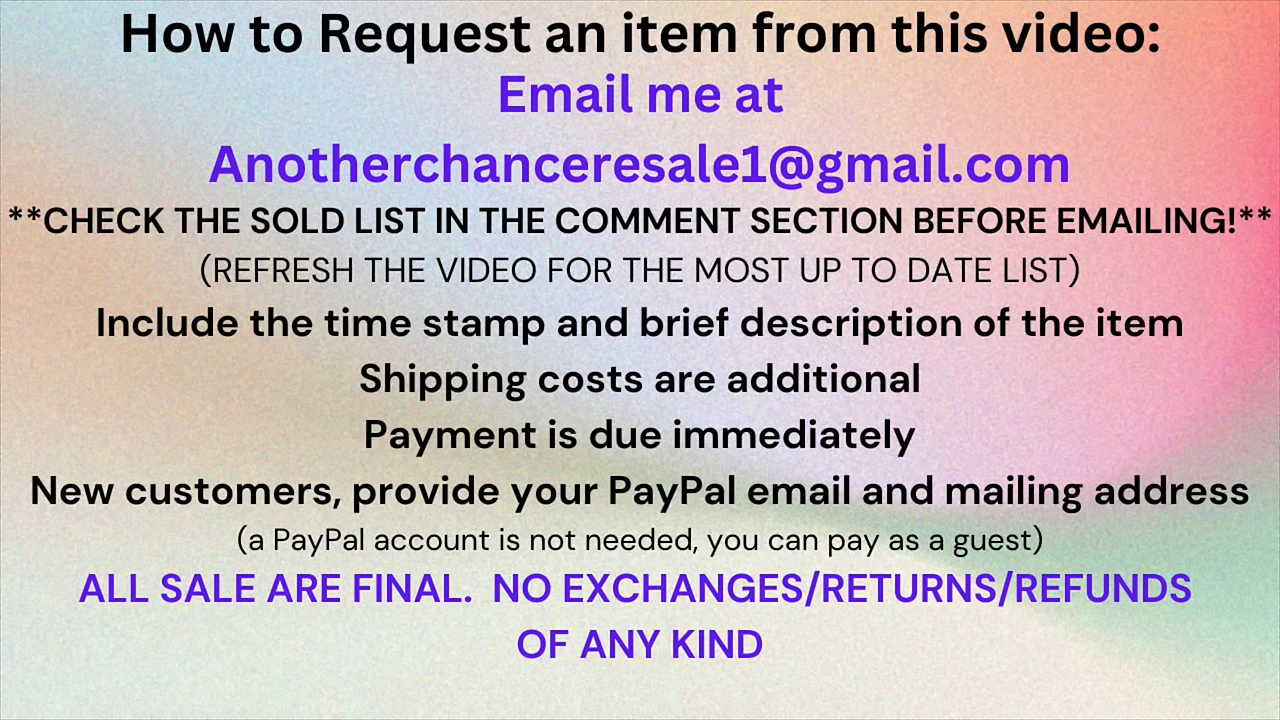 How to Request an item from this video:
Email me at
Anotherchanceresale1@gmail.com
**CHECK THE SOLD LIST IN THE COMMENT SECTION BEFORE EMAILING!**
(REFRESH THE VIDEO FOR THE MOST UP TO DATE LIST)
Include the time stamp and brief description of the item
Shipping costs are additional
Payment is due immediately
New customers, provide your PayPal email and mailing address
(a PayPal account is not needed, you can pay as a guest)
ALL SALE ARE FINAL.  NO EXCHANGES/RETURNS/REFUNDS
OF ANY KIND